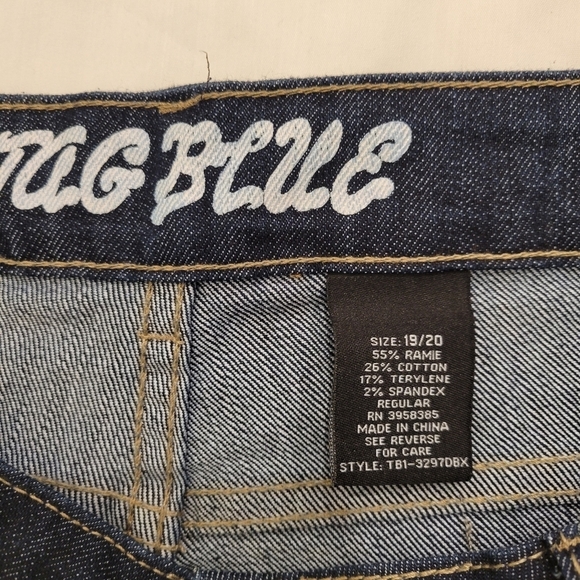 TAG BLUE
SIZE: 19/20
55% RAMIE
26% COTTON
17% TERYLENE
2% SPANDEX
REGULAR
RN 3958385
MADE IN CHINA
SEE REVERSE
FOR CARE
STYLE: TB1-3297DBX